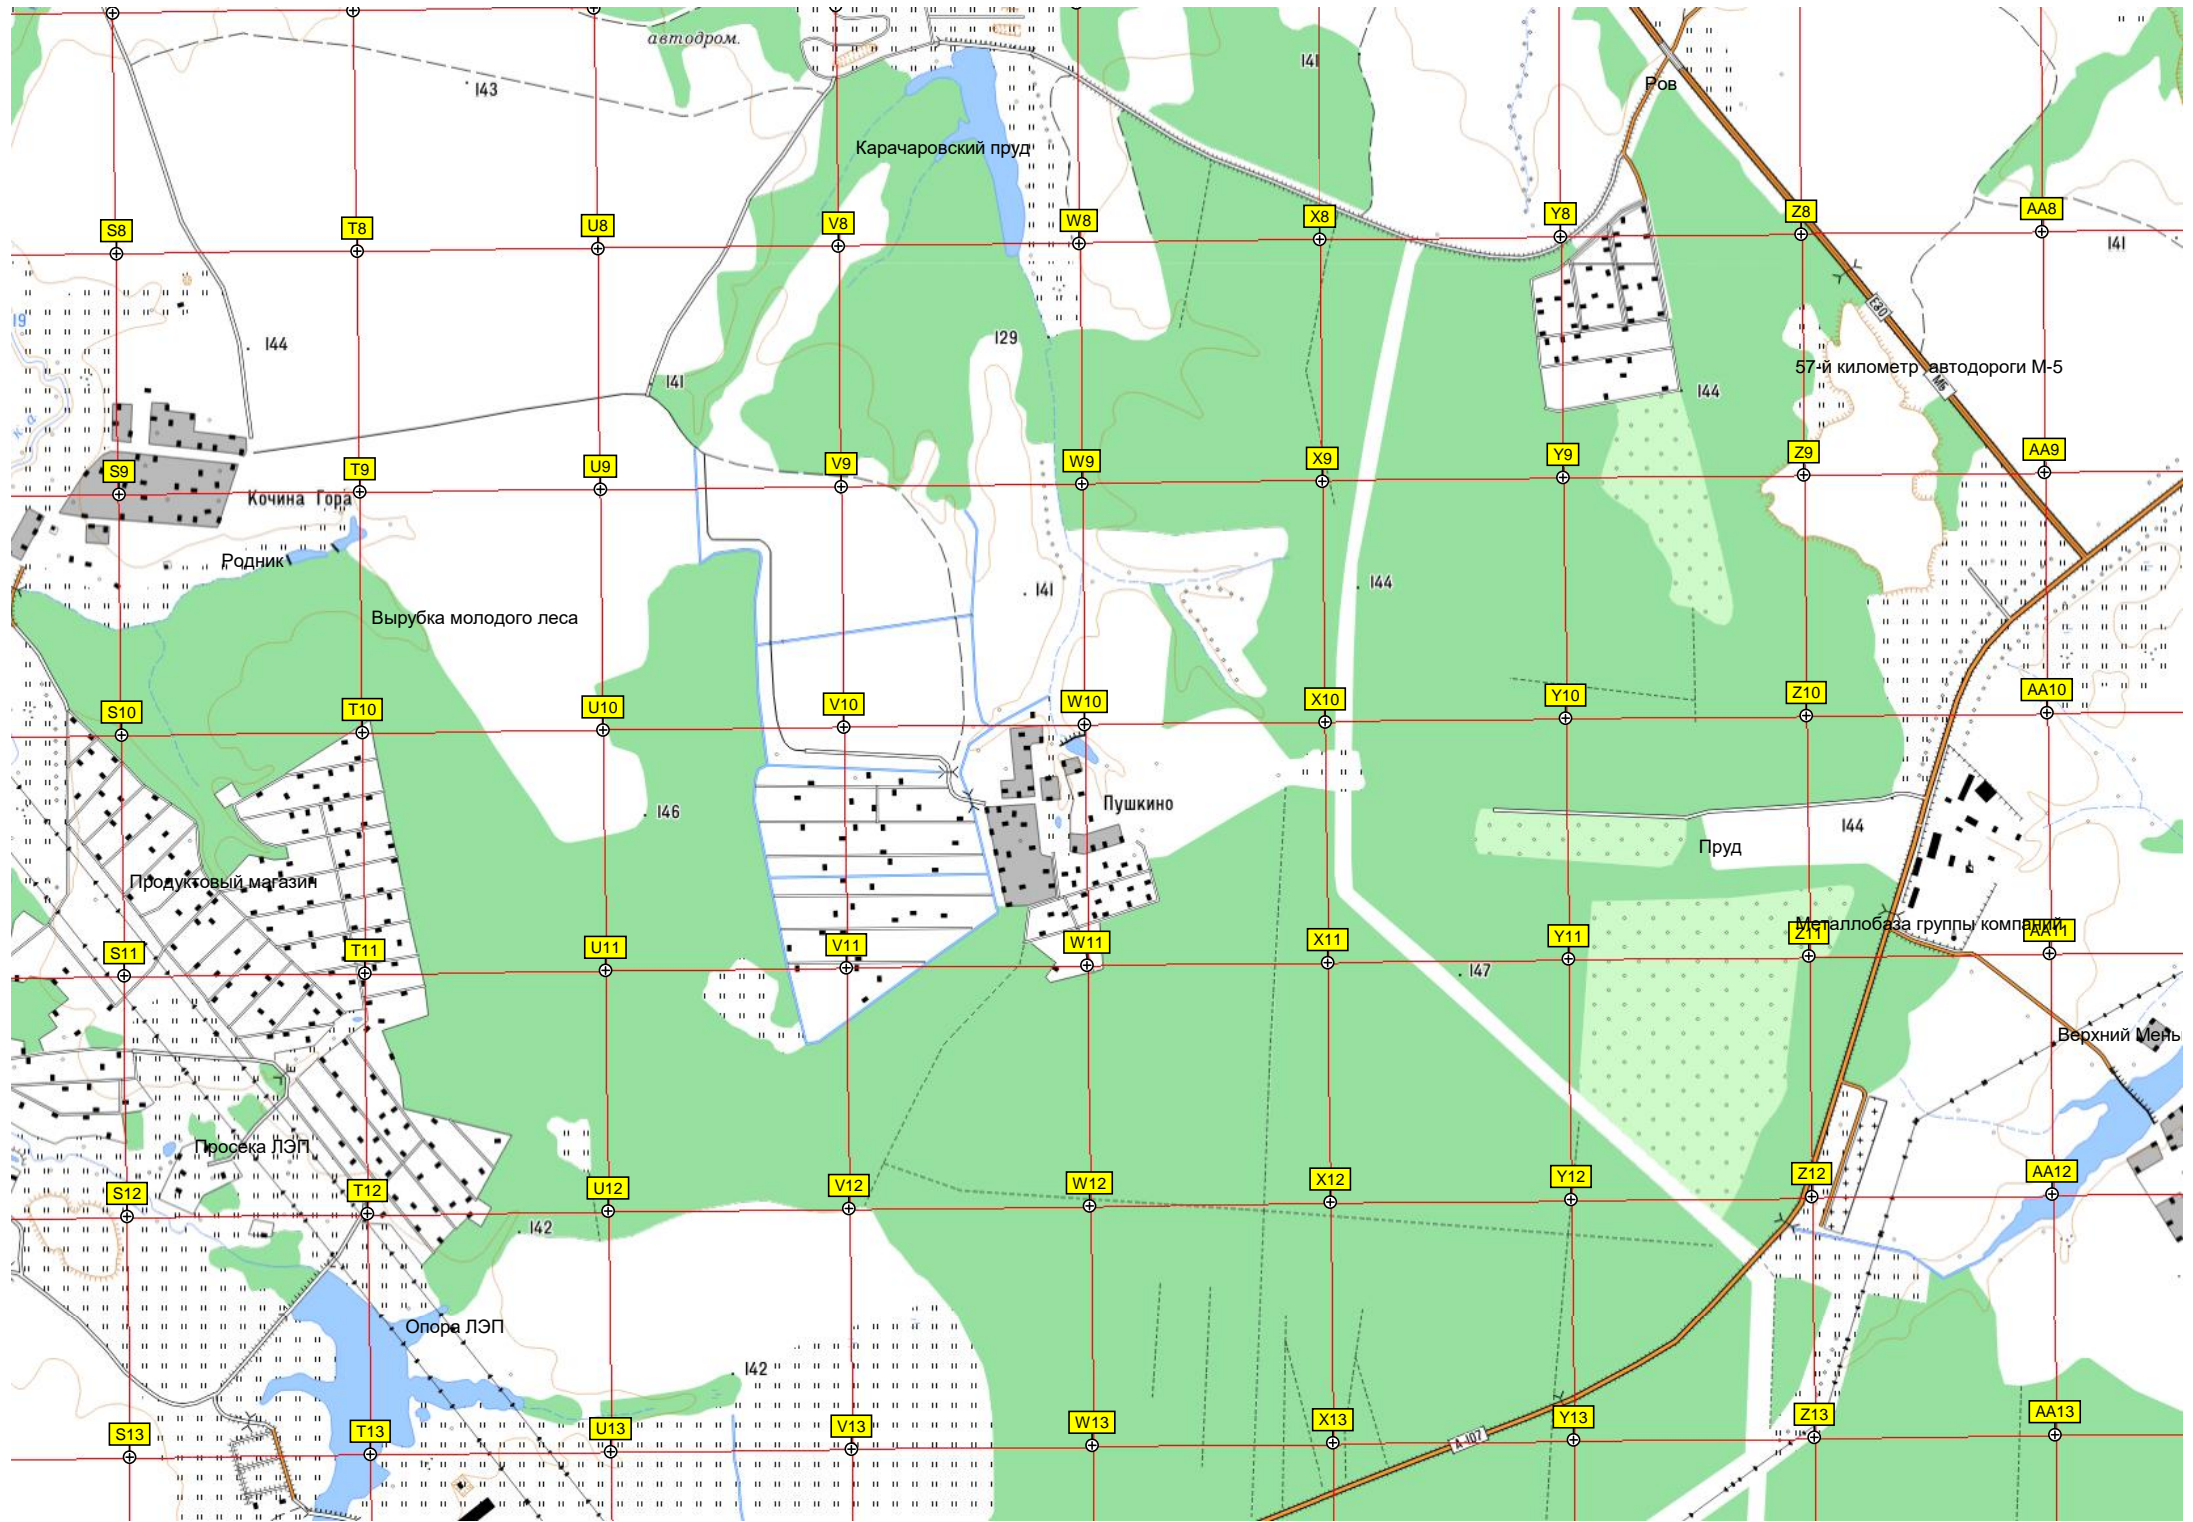 автодром.
143
141
Ров
Карачаровский пруд
S8
T8
U8
V8
W8
X8
Y8
Z8
AA8
141
E30
19
144
129
141
57-й километр автодороги М-5
М5
144
ка
S9
T9
U9
V9
W9
X9
Y9
Z9
AA9
Кочина Гора
Родник
141
144
Вырубка молодого леса
S10
T10
U10
V10
W10
X10
Y10
Z10
AA10
146
Пушкино
144
Пруд
Продуктовый магазин
Металлобаза группы компаний
S11
T11
U11
V11
W11
X11
Y11
Z11
AA11
147
Верхний Мень
Просека ЛЭП
S12
T12
U12
V12
W12
X12
Y12
Z12
AA12
142
Опора ЛЭП
142
S13
T13
U13
V13
W13
X13
Y13
Z13
AA13
А-107